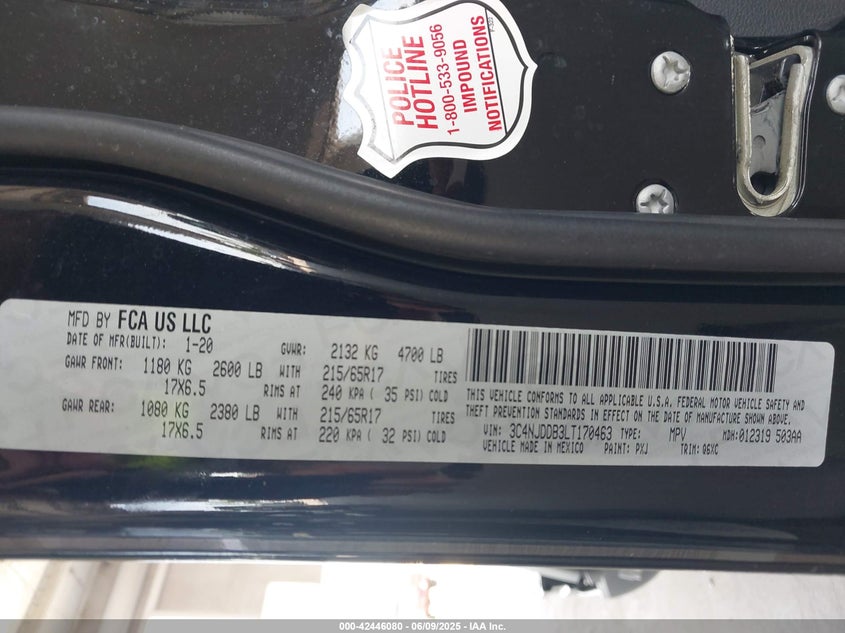 POLICE
HOTLINE
1-800-533-9056
IMPOUND
NOTIFICATIONS
MFD BY FCA US LLC
DATE OF MFR(BUILT): 1-20 GVWR: 2132 KG 4700 LB
GAWR FRONT: 1180 KG 2600 LB WITH 215/65R17 TIRES
17X6.5 RIMS AT 240 KPA ( 35 PSI) COLD
GAWR REAR: 1080 KG 2380 LB WITH 215/65R17 TIRES
17X6.5 RIMS AT 220 KPA ( 32 PSI) COLD
THIS VEHICLE CONFORMS TO ALL APPLICABLE U.S.A. FEDERAL MOTOR VEHICLE SAFETY AND
THEFT PREVENTION STANDARDS IN EFFECT ON THE DATE OF MANUFACTURE SHOWN ABOVE.
VIN: 3C4NJDDB3LT170463 TYPE: MPV MDH:012319 503AA
VEHICLE MADE IN MEXICO PAINT: PXJ TRIM: Q6XC
000-42446080 - 06/09/2025 - IAA Inc.